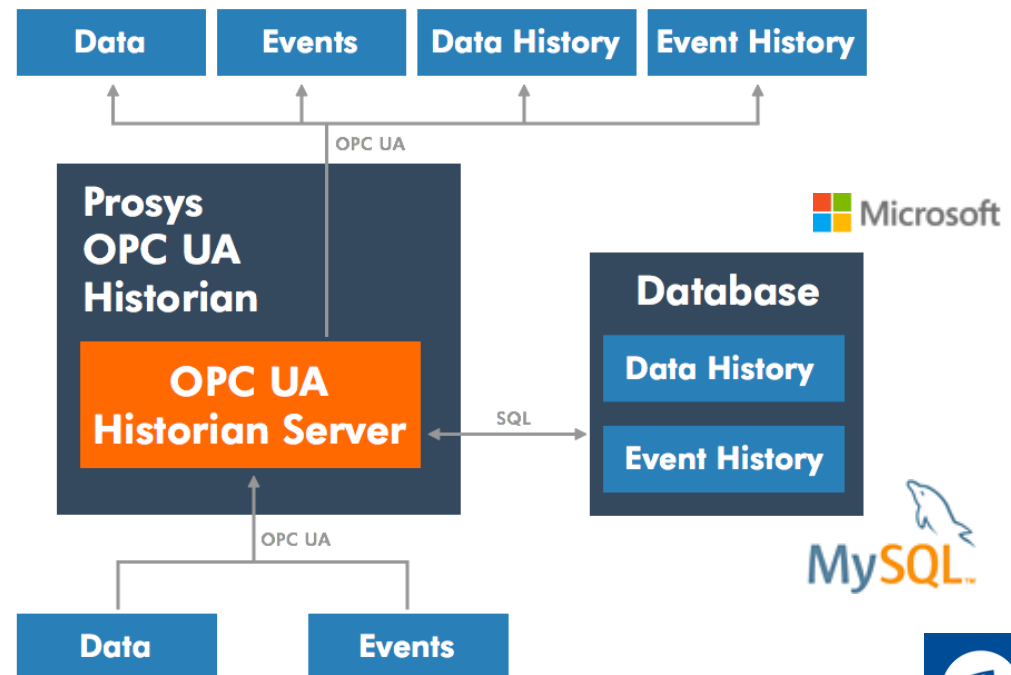 Data
Events
Data History
Event History
OPC UA
Prosys
OPC UA
Historian
Microsoft
Database
OPC UA
Historian Server
SQL
Data History
Event History
OPC UA
MySQL™
Data
Events